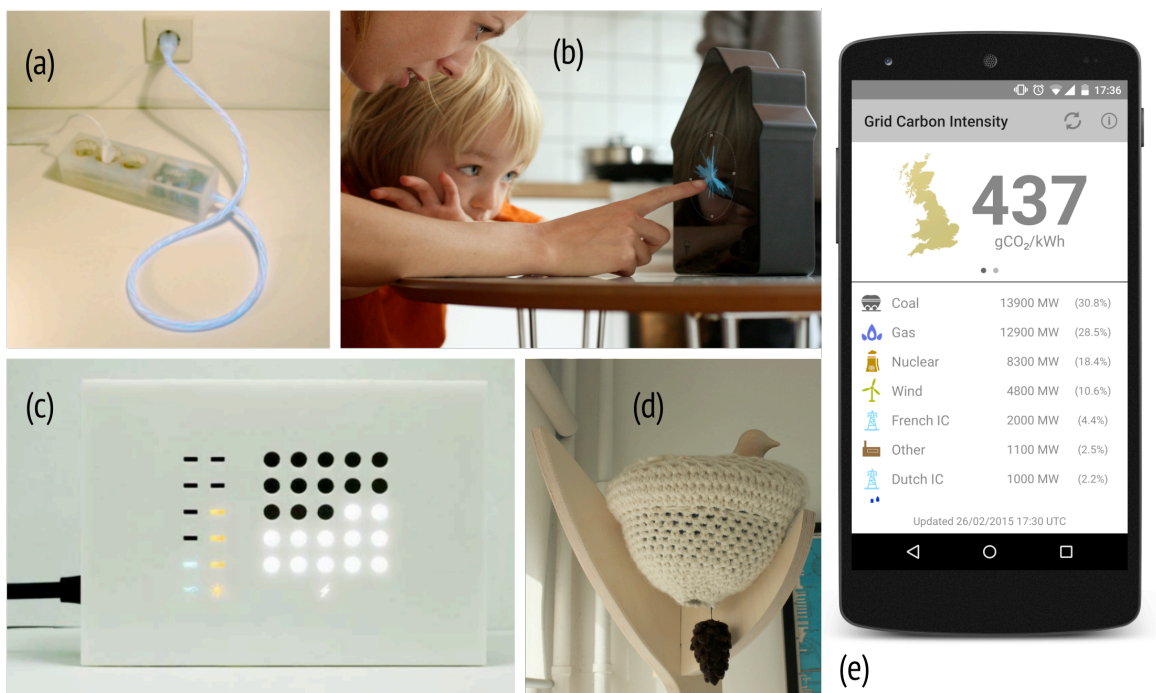 (a)
(b)
(c)
(d)
17:36
Grid Carbon Intensity
437
gCO₂/kWh
Coal 13900 MW (30.8%)
Gas 12900 MW (28.5%)
Nuclear 8300 MW (18.4%)
Wind 4800 MW (10.6%)
French IC 2000 MW (4.4%)
Other 1100 MW (2.5%)
Dutch IC 1000 MW (2.2%)
Updated 26/02/2015 17:30 UTC
(e)